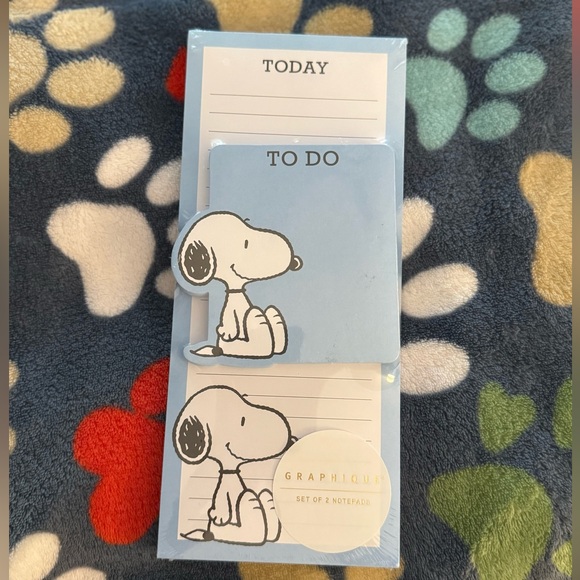 TODAY
TO DO
GRAPHIQUE
SET OF 2 NOTEPADS